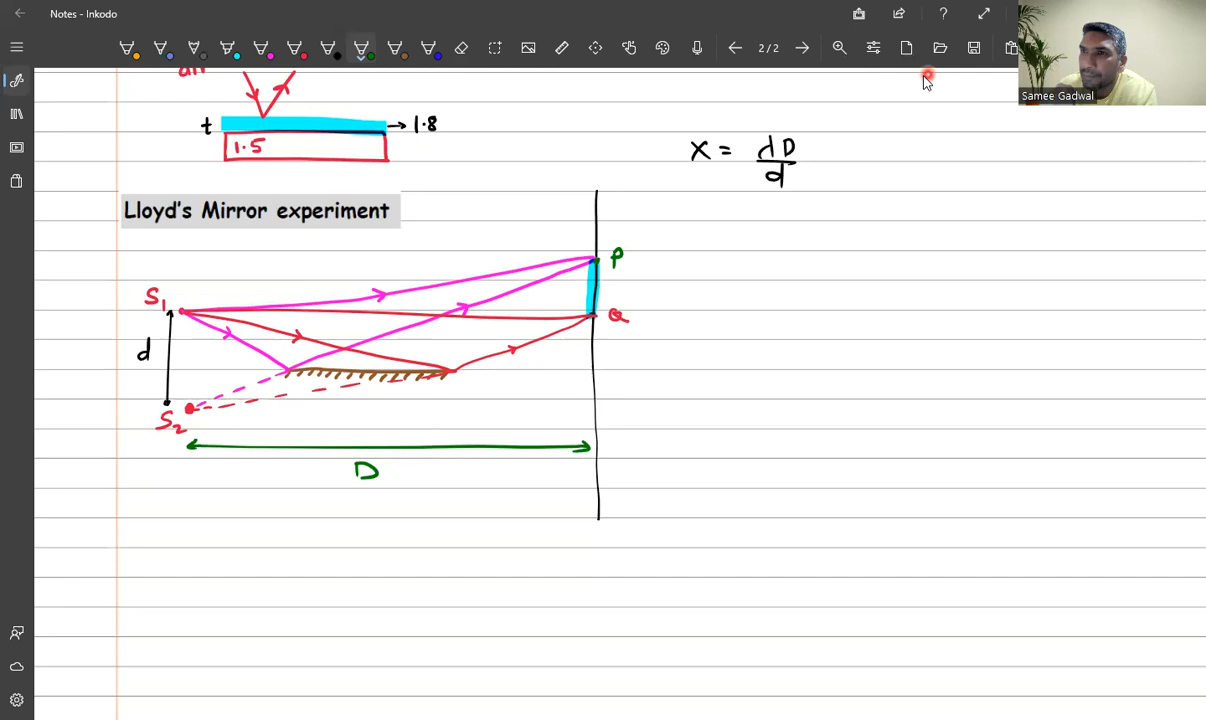 Notes - Inkodo
2/2
Samee Gadwal
air
t
1.8
1.5
X = dD
d
Lloyd's Mirror experiment
P
S1
Q
d
S2
D